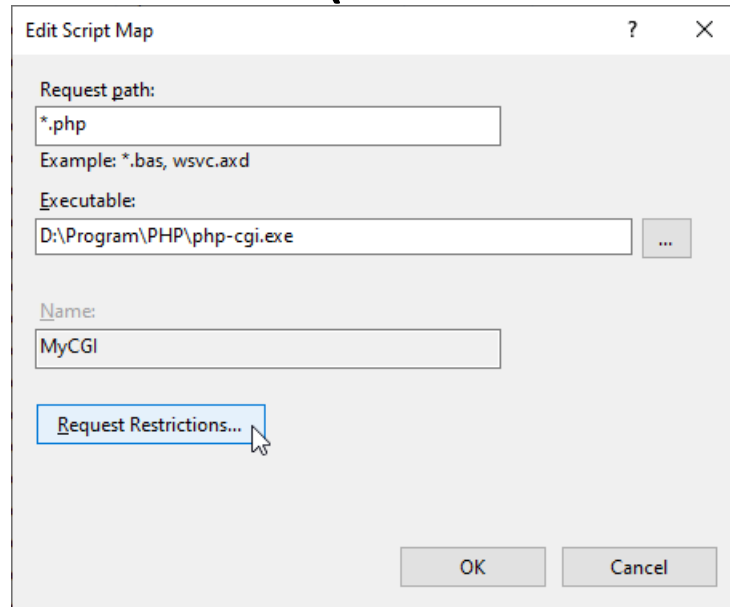 Edit Script Map
Request path:
*.php
Example: *.bas, wsvc.axd
Executable:
D:\Program\PHP\php-cgi.exe
...
Name:
MyCGI
Request Restrictions...
OK Cancel